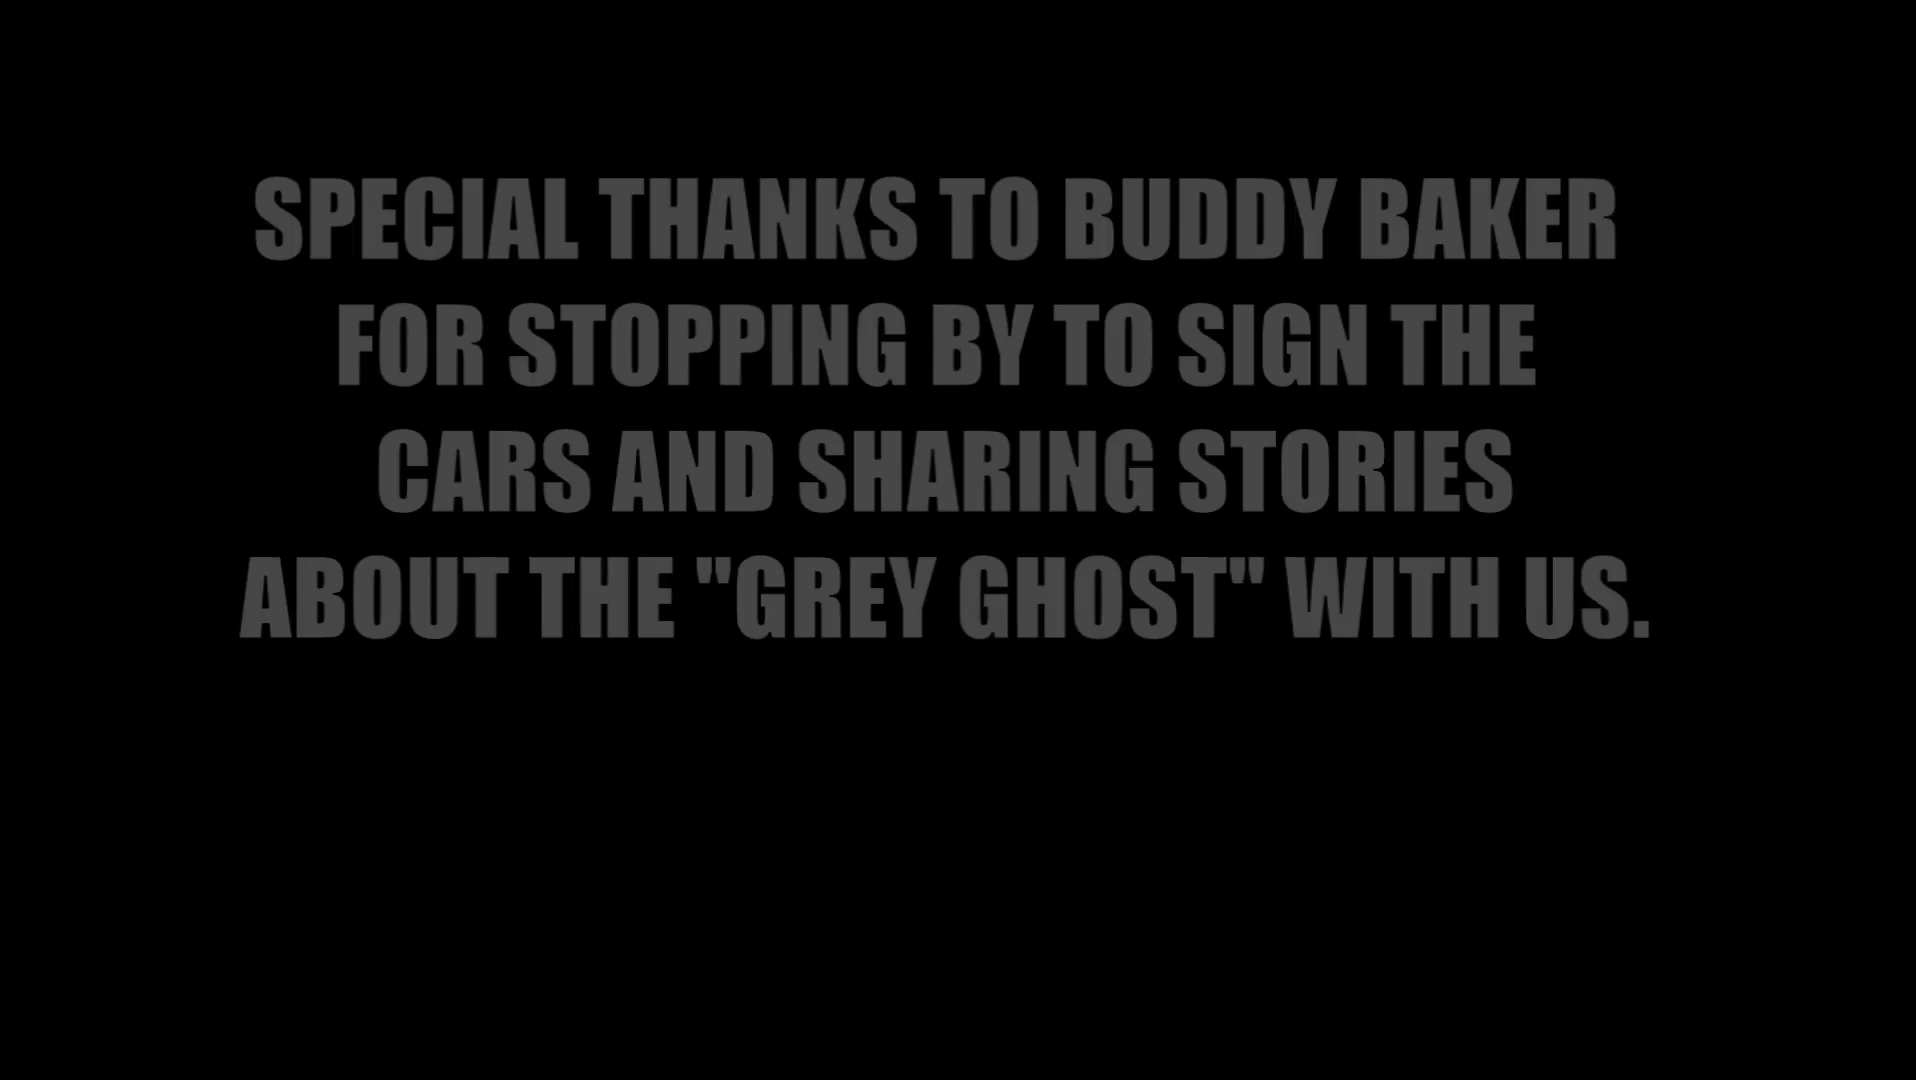 SPECIAL THANKS TO BUDDY BAKER
FOR STOPPING BY TO SIGN THE
CARS AND SHARING STORIES
ABOUT THE "GREY GHOST" WITH US.